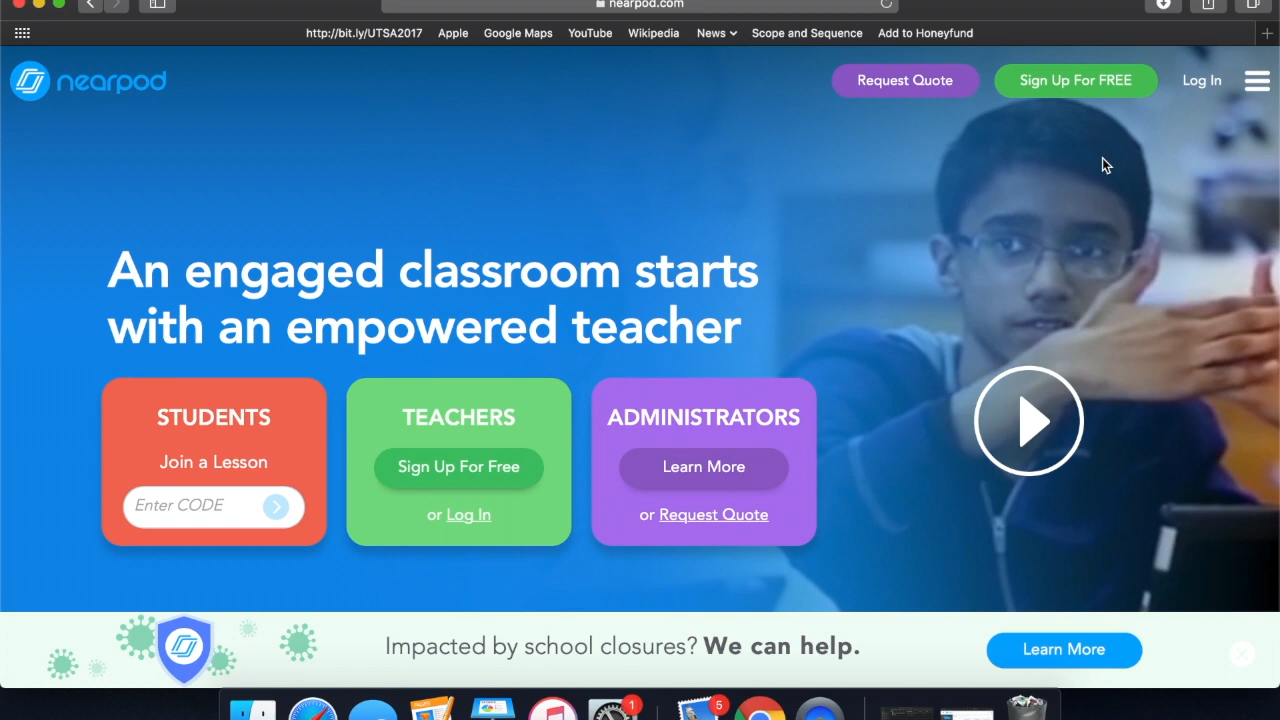 nearpod.com
http://bit.ly/UTSA2017 Apple Google Maps YouTube Wikipedia News Scope and Sequence Add to Honeyfund
nearpod
Request Quote
Sign Up For FREE
Log In
An engaged classroom starts
with an empowered teacher
STUDENTS
Join a Lesson
Enter CODE
TEACHERS
Sign Up For Free
or Log In
ADMINISTRATORS
Learn More
or Request Quote
Impacted by school closures? We can help.
Learn More
1
5